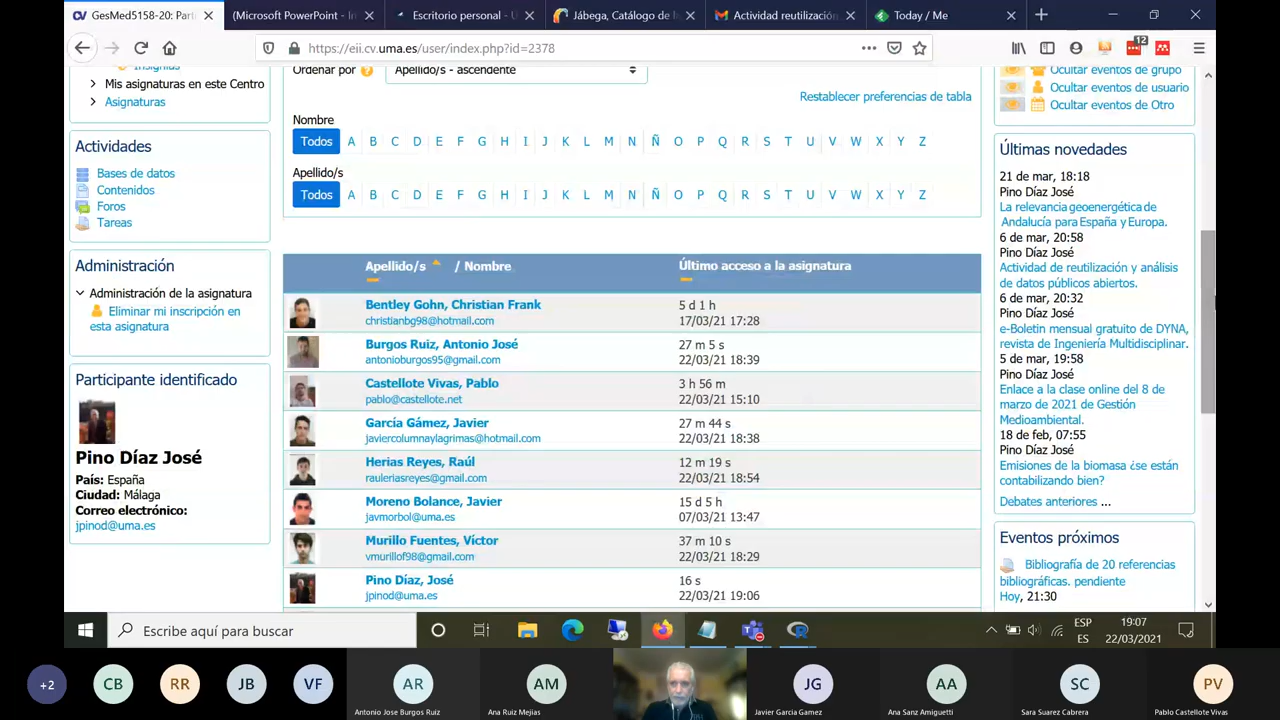 GesMed5158-20: Part
(Microsoft PowerPoint - I
Escritorio personal - U
Jábega, Catálogo de l
Actividad reutilización
Today / Me
https://eii.cv.uma.es/user/index.php?id=2378
12
Insignias
Mis asignaturas en este Centro
Asignaturas
Actividades
Bases de datos
Contenidos
Foros
Tareas
Administración
Administración de la asignatura
Eliminar mi inscripción en
esta asignatura
Participante identificado
Pino Díaz José
País: España
Ciudad: Málaga
Correo electrónico:
jpinod@uma.es
Ordenar por
Apellido/s - ascendente
Restablecer preferencias de tabla
Nombre
Todos A B C D E F G H I J K L M N Ñ O P Q R S T U V W X Y Z
Apellido/s
Todos A B C D E F G H I J K L M N Ñ O P Q R S T U V W X Y Z
Apellido/s / Nombre Último acceso a la asignatura
Bentley Gohn, Christian Frank 5 d 1 h
christianbg98@hotmail.com 17/03/21 17:28
Burgos Ruiz, Antonio José 27 m 5 s
antonioburgos95@gmail.com 22/03/21 18:39
Castellote Vivas, Pablo 3 h 56 m
pablo@castellote.net 22/03/21 15:10
García Gámez, Javier 27 m 44 s
javiercolumnaylagrimas@hotmail.com 22/03/21 18:38
Herias Reyes, Raúl 12 m 19 s
rauleriasreyes@gmail.com 22/03/21 18:54
Moreno Bolance, Javier 15 d 5 h
javmorbol@uma.es 07/03/21 13:47
Murillo Fuentes, Víctor 37 m 10 s
vmurillof98@gmail.com 22/03/21 18:29
Pino Díaz, José 16 s
jpinod@uma.es 22/03/21 19:06
Ocultar eventos de grupo
Ocultar eventos de usuario
Ocultar eventos de Otro
Últimas novedades
21 de mar, 18:18
Pino Díaz José
La relevancia geoenergética de
Andalucía para España y Europa.
6 de mar, 20:58
Pino Díaz José
Actividad de reutilización y análisis
de datos públicos abiertos.
6 de mar, 20:32
Pino Díaz José
e-Boletin mensual gratuito de DYNA,
revista de Ingeniería Multidisciplinar.
5 de mar, 19:58
Pino Díaz José
Enlace a la clase online del 8 de
marzo de 2021 de Gestión
Medioambiental.
18 de feb, 07:55
Pino Díaz José
Emisiones de la biomasa ¿se están
contabilizando bien?
Debates anteriores ...
Eventos próximos
Bibliografía de 20 referencias
bibliográficas. pendiente
Hoy, 21:30
Escribe aquí para buscar
ESP
ES
19:07
22/03/2021
+2
CB
RR
JB
VF
AR
AM
JG
AA
SC
PV
Antonio Jose Burgos Ruiz
Ana Ruiz Mejias
Javier Garcia Gamez
Ana Sanz Amiguetti
Sara Suarez Cabrera
Pablo Castellote Vivas